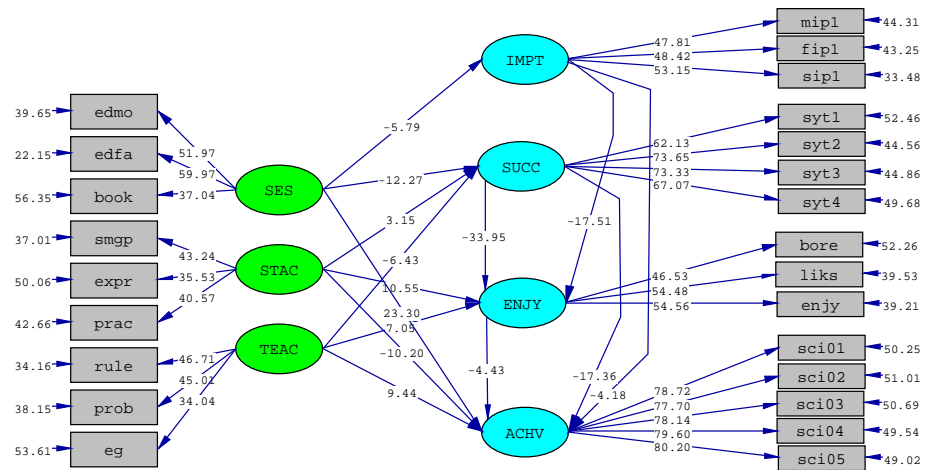 mip1
44.31
47.81
fip1
43.25
48.42
IMPT
sip1
33.48
53.15
39.65
edmo
-5.79
syt1
52.46
62.13
syt2
44.56
73.65
22.15
edfa
51.97
SUCC
syt3
44.86
73.33
59.97
SES
-12.27
67.07
56.35
book
37.04
syt4
49.68
3.15
-17.51
37.01
smgp
43.24
-33.95
bore
52.26
-6.43
35.53
STAC
46.53
liks
39.53
50.06
expr
40.57
10.55
54.48
ENJY
54.56
enjy
39.21
42.66
prac
23.30
7.05
TEAC
34.16
rule
46.71
-10.20
sci01
50.25
45.01
-4.43
-17.36
sci02
51.01
34.04
9.44
-4.18
78.72
38.15
prob
77.70
sci03
50.69
78.14
ACHV
sci04
49.54
79.60
53.61
eg
80.20
sci05
49.02